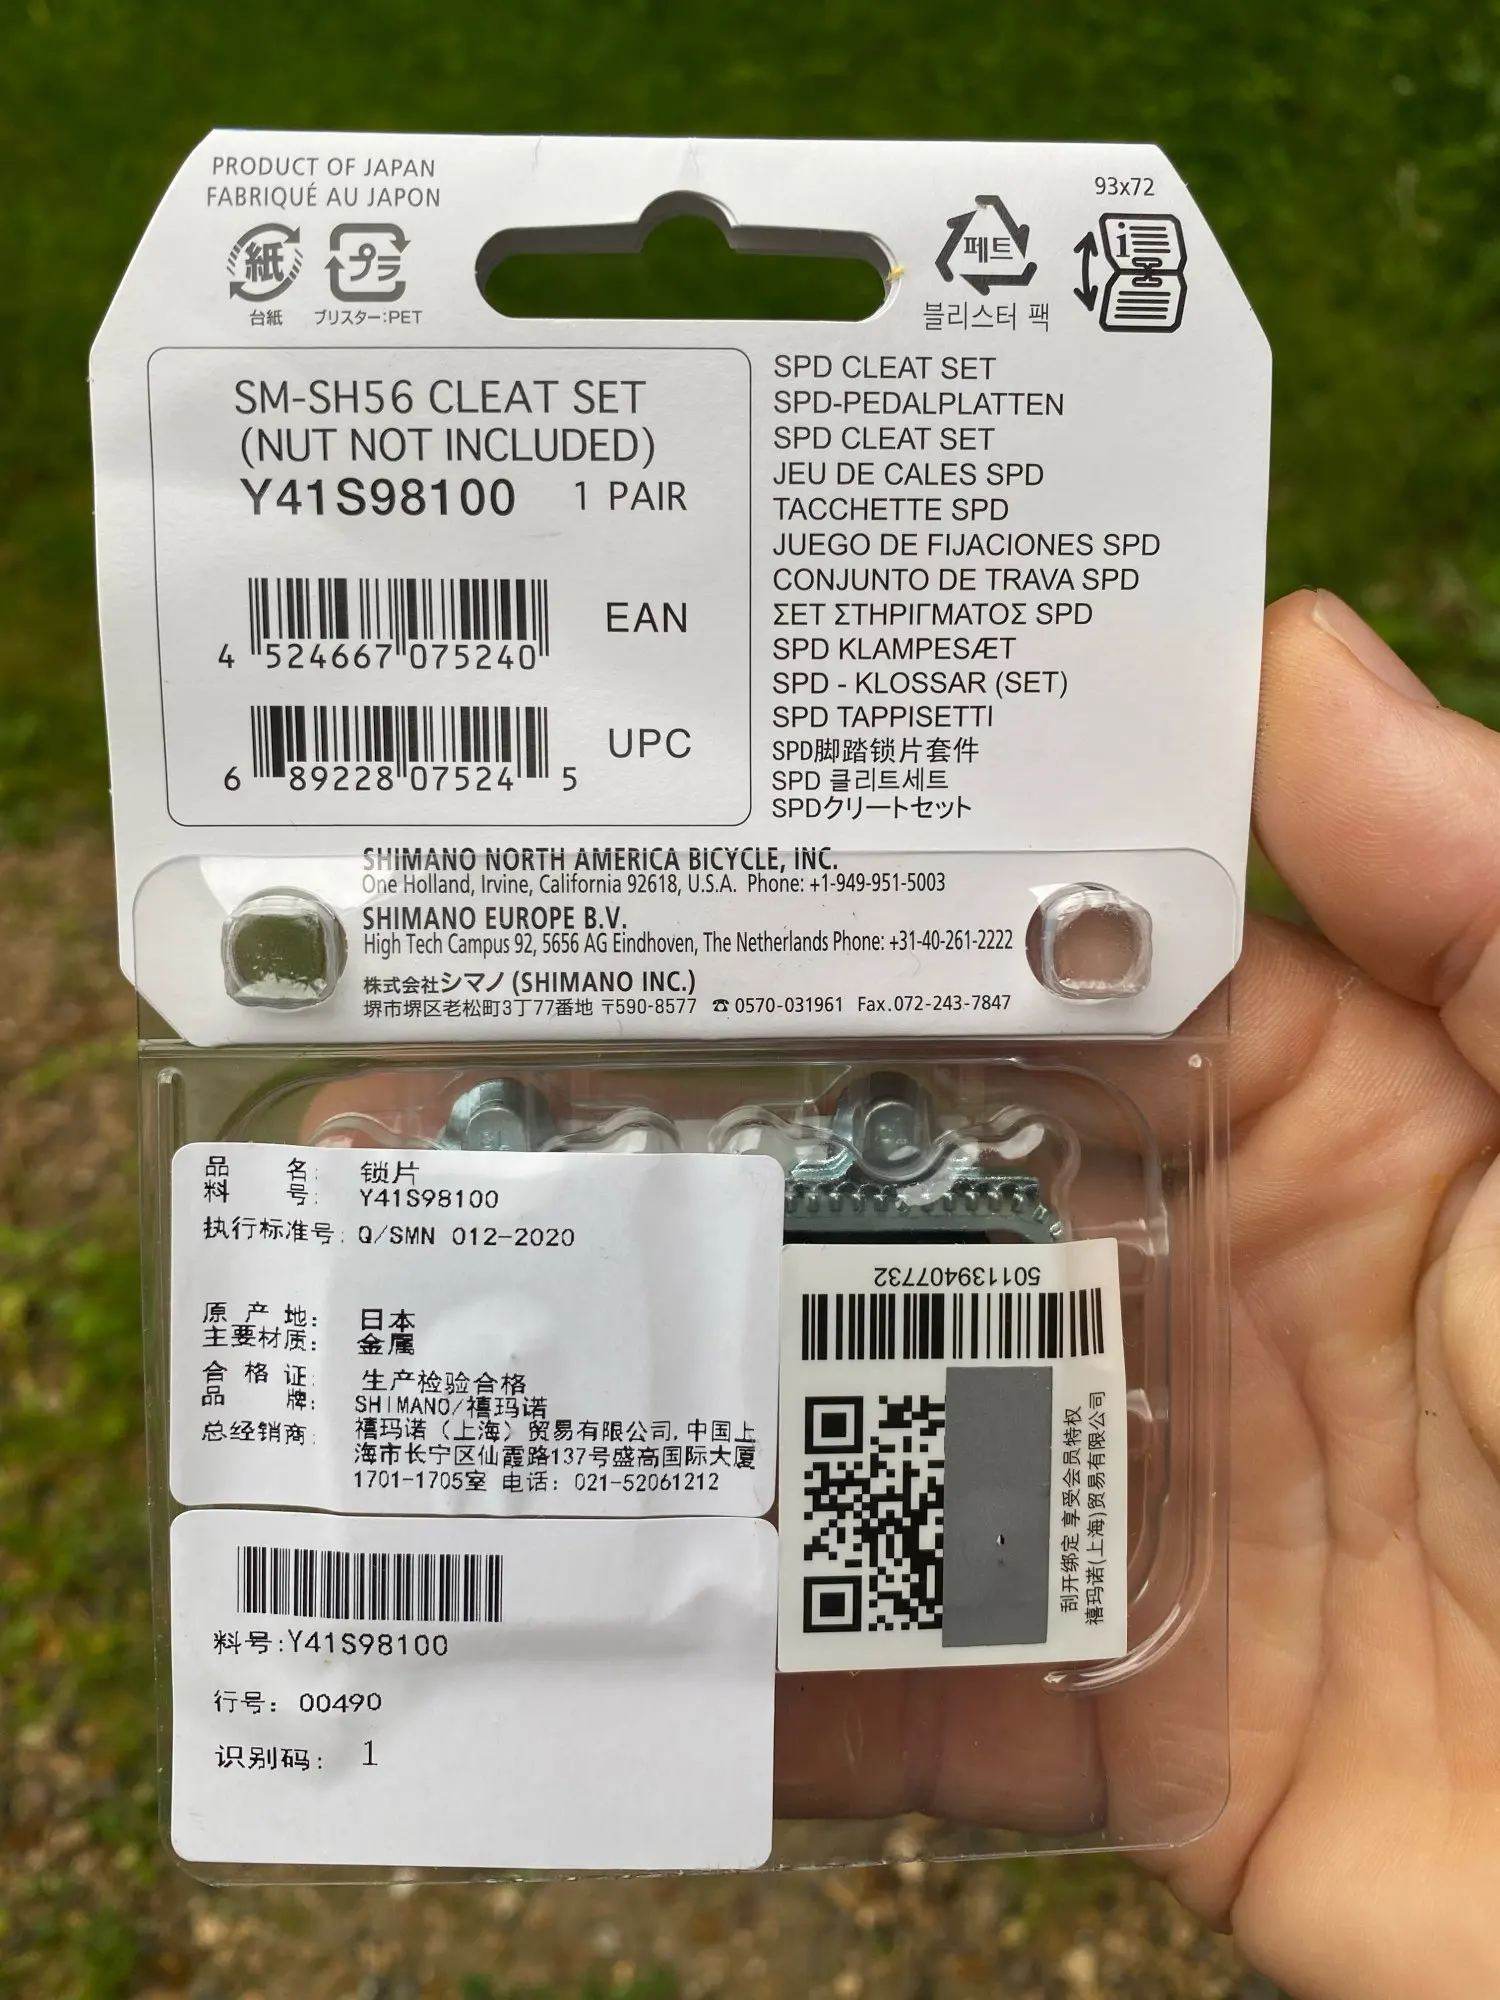 PRODUCT OF JAPAN
FABRIQUÉ AU JAPON
紙
台紙
プラ
ブリスター:PET
페트
블리스터 팩
93x72
i
SM-SH56 CLEAT SET
(NUT NOT INCLUDED)
Y41S98100 1 PAIR
4 524667 075240
EAN
6 89228 07524 5
UPC
SPD CLEAT SET
SPD-PEDALPLATTEN
SPD CLEAT SET
JEU DE CALES SPD
TACCHETTE SPD
JUEGO DE FIJACIONES SPD
CONJUNTO DE TRAVA SPD
ΣΕΤ ΣΤΗΡΙΓΜΑΤΟΣ SPD
SPD KLAMPESÆT
SPD - KLOSSAR (SET)
SPD TAPPISETTI
SPD脚踏锁片套件
SPD 클리트세트
SPDクリートセット
SHIMANO NORTH AMERICA BICYCLE, INC.
One Holland, Irvine, California 92618, U.S.A. Phone: +1-949-951-5003
SHIMANO EUROPE B.V.
High Tech Campus 92, 5656 AG Eindhoven, The Netherlands Phone: +31-40-261-2222
株式会社シマノ (SHIMANO INC.)
堺市堺区老松町3丁77番地 〒590-8577 ☎ 0570-031961 Fax.072-243-7847
品名: 锁片
料号: Y41S98100
执行标准号: Q/SMN 012-2020
原产地: 日本
主要材质: 金属
合格证: 生产检验合格
品牌: SHIMANO/禧玛诺
总经销商: 禧玛诺（上海）贸易有限公司,中国上
海市长宁区仙霞路137号盛高国际大厦
1701-1705室 电话: 021-52061212
料号:Y41S98100
行号: 00490
识别码: 1
501139407732
刮开绑定 享受会员特权
禧玛诺(上海)贸易有限公司